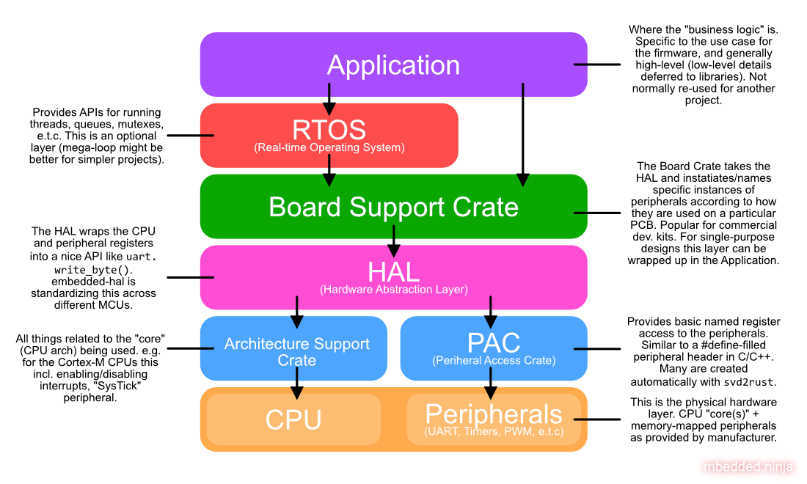 Application
Where the "business logic" is.
Specific to the use case for
the firmware, and generally
high-level (low-level details
deferred to libraries). Not
normally re-used for another
project.
Provides APIs for running
threads, queues, mutexes,
e.t.c. This is an optional
layer (mega-loop might be
better for simpler projects).
RTOS
(Real-time Operating System)
Board Support Crate
The Board Crate takes the
HAL and instatiates/names
specific instances of
peripherals according to how
they are used on a particular
PCB. Popular for commercial
dev. kits. For single-purpose
designs this layer can be
wrapped up in the Application.
The HAL wraps the CPU
and peripheral registers
into a nice API like uart.
write_byte().
embedded-hal is
standardizing this across
different MCUs.
HAL
(Hardware Abstraction Layer)
All things related to the "core"
(CPU arch) being used. e.g.
for the Cortex-M CPUs this
incl. enabling/disabling
interrupts, "SysTick"
peripheral.
Architecture Support
Crate
PAC
(Periheral Access Crate)
Provides basic named register
access to the peripherals.
Similar to a #define-filled
peripheral header in C/C++.
Many are created
automatically with svd2rust.
CPU
Peripherals
(UART, Timers, PWM, e.t.c)
This is the physical hardware
layer. CPU "core(s)" +
memory-mapped peripherals
as provided by manufacturer.
mbedded.ninja